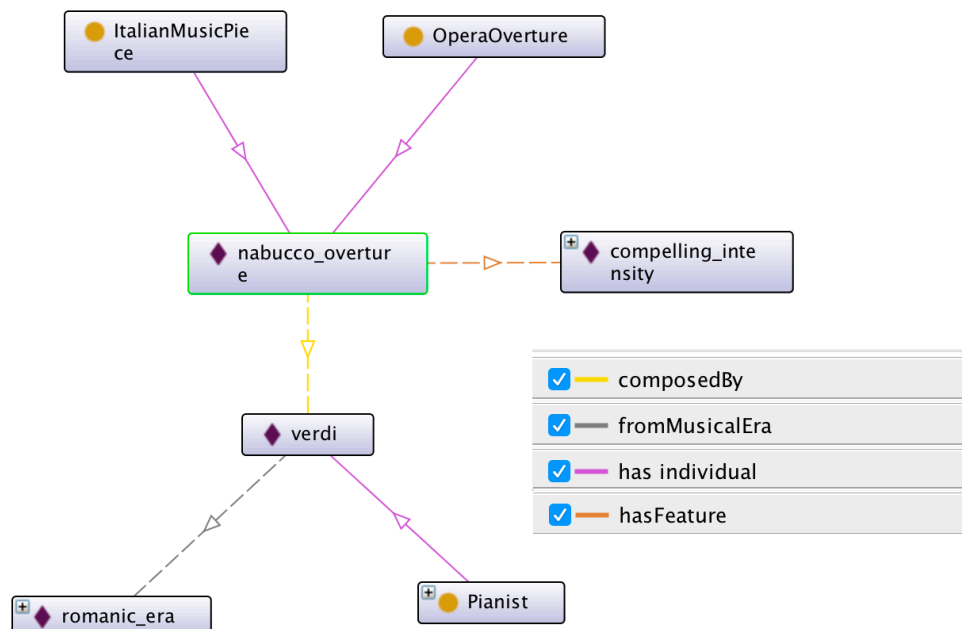 ItalianMusicPie
ce
OperaOverture
nabucco_overtur
e
compelling_inte
nsity
composedBy
verdi
fromMusicalEra
has individual
hasFeature
Pianist
romanic_era